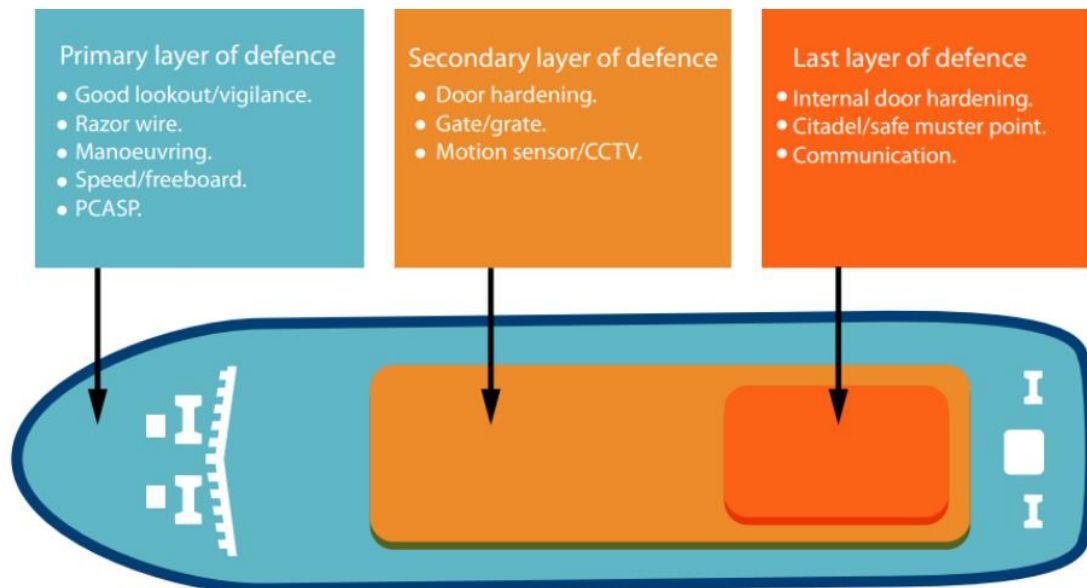 Primary layer of defence
● Good lookout/vigilance.
● Razor wire.
● Manoeuvring.
● Speed/freeboard.
● PCASP.
Secondary layer of defence
● Door hardening.
● Gate/grate.
● Motion sensor/CCTV.
Last layer of defence
● Internal door hardening.
● Citadel/safe muster point.
● Communication.